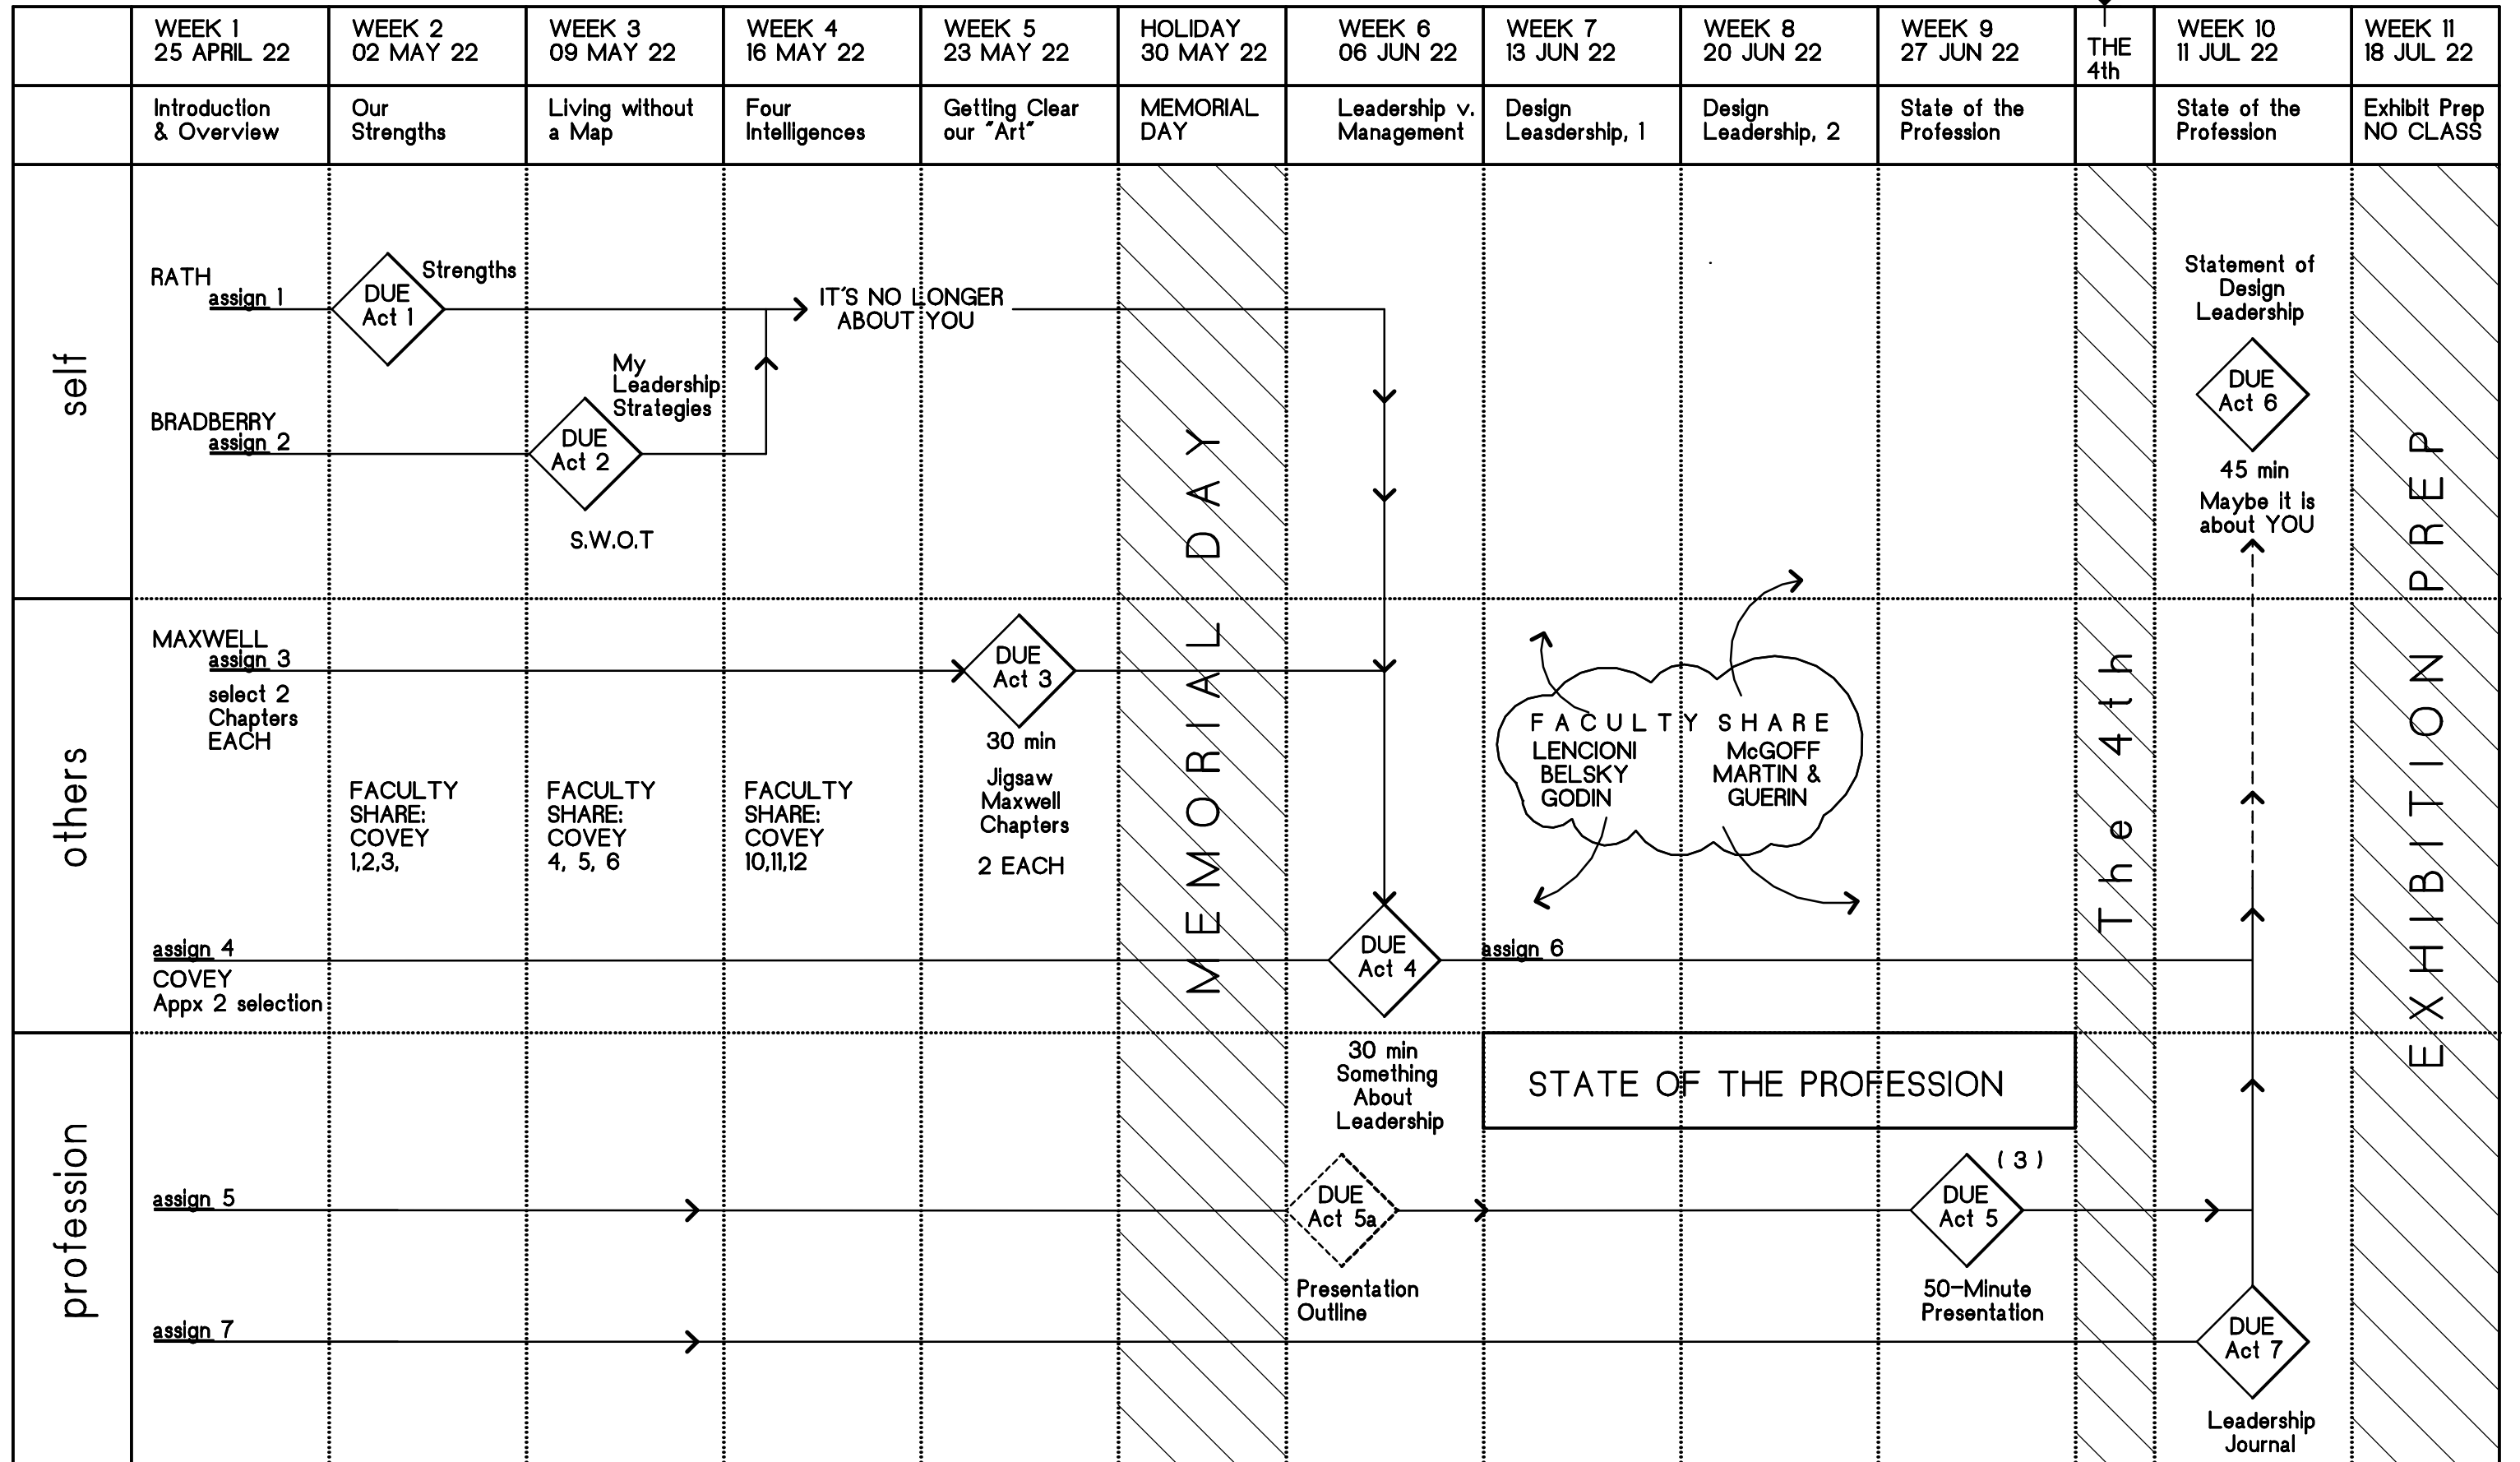 WEEK 1
25 APRIL 22
WEEK 2
02 MAY 22
WEEK 3
09 MAY 22
WEEK 4
16 MAY 22
WEEK 5
23 MAY 22
HOLIDAY
30 MAY 22
WEEK 6
06 JUN 22
WEEK 7
13 JUN 22
WEEK 8
20 JUN 22
WEEK 9
27 JUN 22
THE
4th
WEEK 10
11 JUL 22
WEEK 11
18 JUL 22
Introduction
& Overview
Our
Strengths
Living without
a Map
Four
Intelligences
Getting Clear
our "Art"
MEMORIAL
DAY
Leadership v.
Management
Design
Leasdership, 1
Design
Leadership, 2
State of the
Profession
State of the
Profession
Exhibit Prep
NO CLASS
self
RATH
assign 1
DUE
Act 1
Strengths
IT'S NO LONGER
ABOUT YOU
BRADBERRY
assign 2
DUE
Act 2
My
Leadership
Strategies
S.W.O.T
Statement of
Design
Leadership
DUE
Act 6
45 min
Maybe it is
about YOU
MEMORIAL DAY
The 4th
EXHIBITION PREP
others
MAXWELL
assign 3
select 2
Chapters
EACH
FACULTY
SHARE:
COVEY
1,2,3,
FACULTY
SHARE:
COVEY
4, 5, 6
FACULTY
SHARE:
COVEY
10,11,12
DUE
Act 3
30 min
Jigsaw
Maxwell
Chapters
2 EACH
FACULTY SHARE
LENCIONI
BELSKY
GODIN
McGOFF
MARTIN &
GUERIN
assign 4
COVEY
Appx 2 selection
DUE
Act 4
assign 6
profession
30 min
Something
About
Leadership
STATE OF THE PROFESSION
assign 5
DUE
Act 5a
Presentation
Outline
DUE
Act 5
(3)
50-Minute
Presentation
assign 7
DUE
Act 7
Leadership
Journal